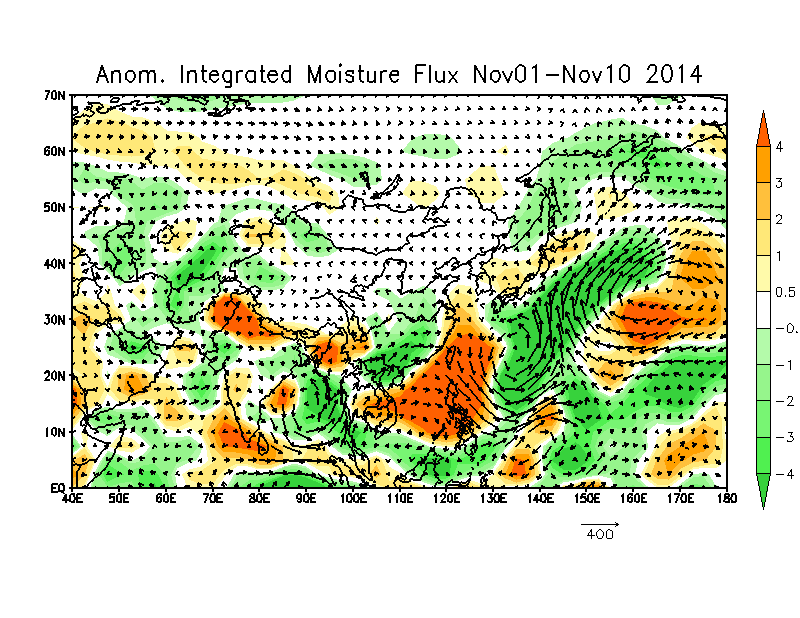 Anom. Integrated Moisture Flux Nov01−Nov10 2014
70N
60N
50N
40N
30N
20N
10N
EQ
40E 50E 60E 70E 80E 90E 100E 110E 120E 130E 140E 150E 160E 170E 180
4
3
2
1
0.5
−0.
−1
−2
−3
−4
400